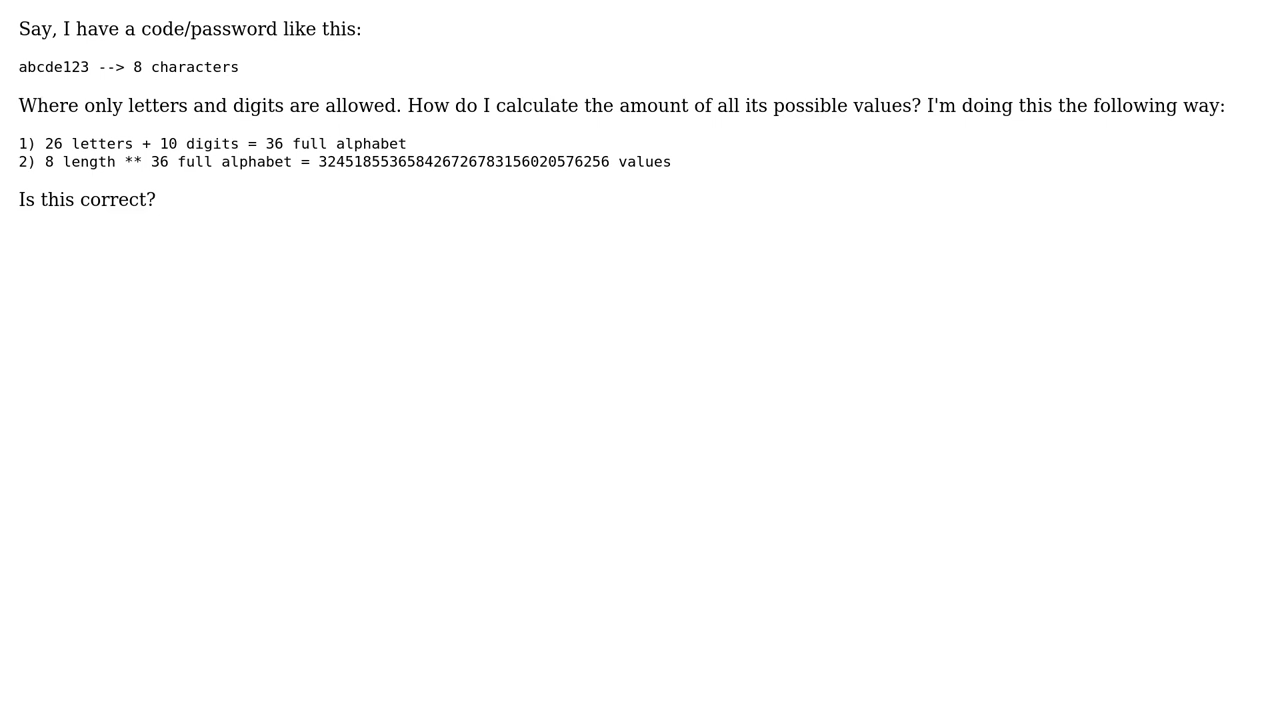 Say, I have a code/password like this:
abcde123 --> 8 characters
Where only letters and digits are allowed. How do I calculate the amount of all its possible values? I'm doing this the following way:
1) 26 letters + 10 digits = 36 full alphabet
2) 8 length ** 36 full alphabet = 324518553658426726783156020576256 values
Is this correct?